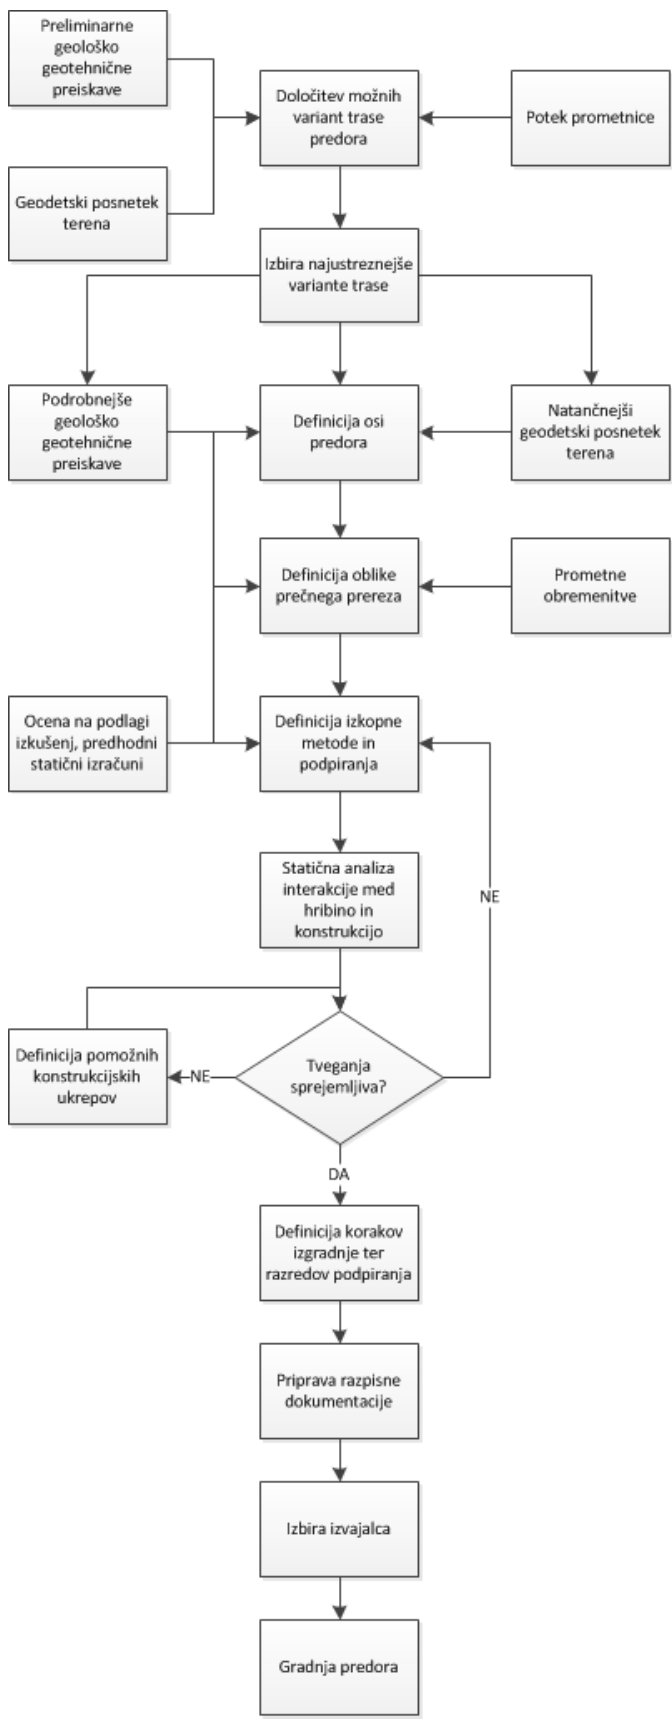 Preliminarne
geološko
geotehnične
preiskave
Določitev možnih
variant trase
predora
Potek prometnice
Geodetski posnetek
terena
Izbira najustreznejše
variante trase
Podrobnejše
geološko
geotehnične
preiskave
Definicija osi
predora
Natančnejši
geodetski posnetek
terena
Definicija oblike
prečnega prereza
Prometne
obremenitve
Ocena na podlagi
izkušenj, predhodni
statični izračuni
Definicija izkopne
metode in
podpiranja
Statična analiza
interakcije med
hribino in
konstrukcijo
NE
Definicija pomožnih
konstrukcijskih
ukrepov
NE
Tveganja
sprejemljiva?
DA
Definicija korakov
izgradnje ter
razredov podpiranja
Priprava razpisne
dokumentacije
Izbira izvajalca
Gradnja predora